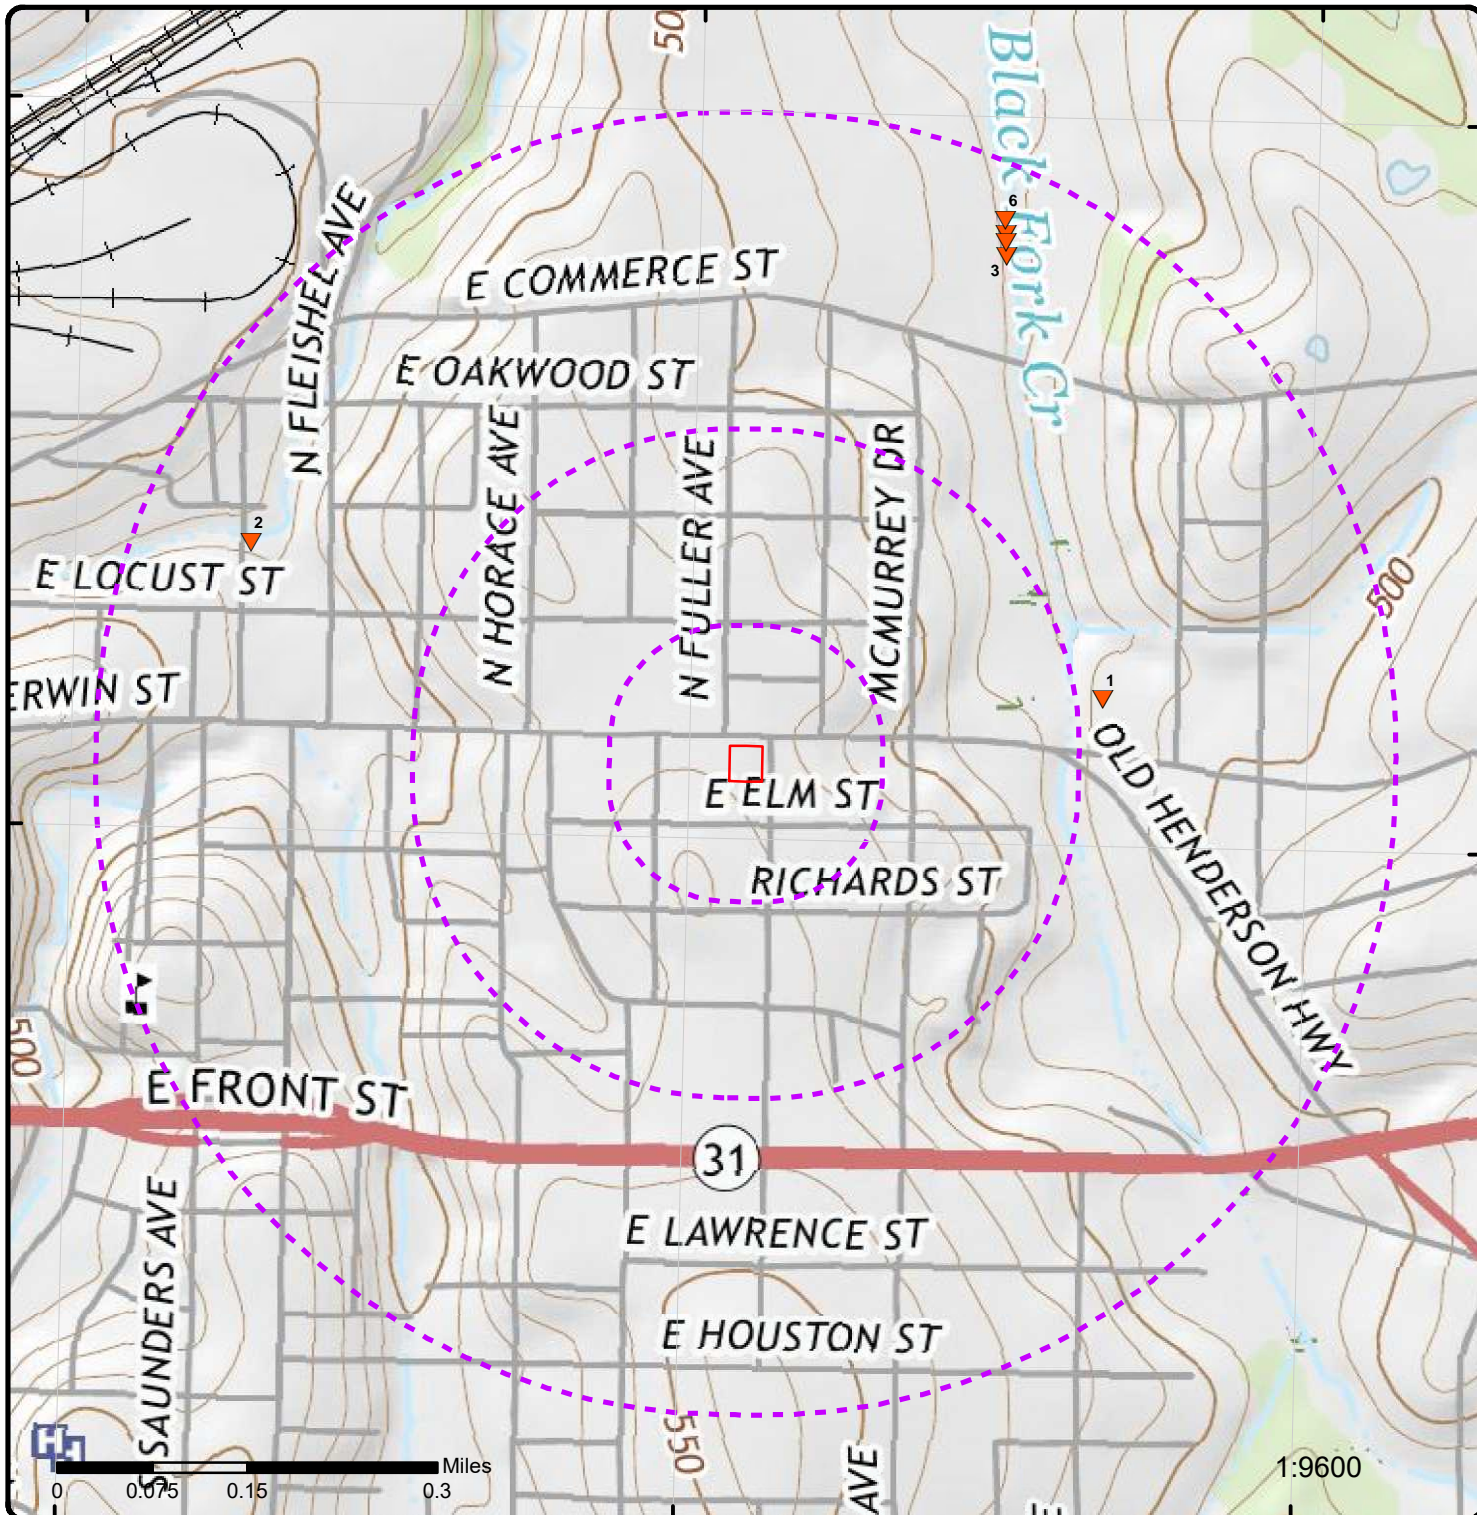 50
Black Fork Cr
6
3
N FLEISHEL AVE
E COMMERCE ST
E OAKWOOD ST
N HORACE AVE
N FULLER AVE
MCMURREY DR
2
E LOCUST ST
500
ERWIN ST
1
OLD HENDERSON HWY
E ELM ST
RICHARDS ST
500
E FRONT ST
31
E LAWRENCE ST
S SAUNDERS AVE
E HOUSTON ST
550
AVE
E
H
Miles
0 0.075 0.15 0.3
1:9600